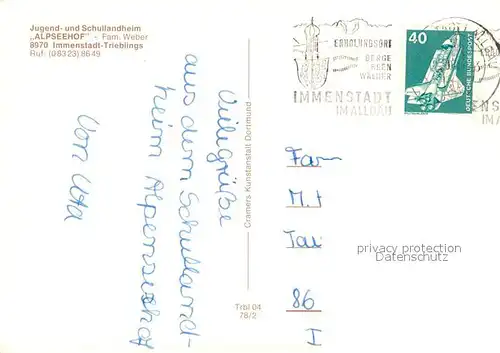 Jugend- und Schullandheim
„ALPSEEHOF" - Fam. Weber
8970 Immenstadt-Trieblings
Ruf: (08323) 8649
ERHOLUNGSORT
BERGE
SEEN
WÄLDER
IMMENSTADT
IM ALLGÄU
40
DEUTSCHE BUNDESPOST
Viele grüße
aus dem Schulland-
heim Alpenseehof
Von Uta
Cramers Kunstanstalt Dortmund
Trbl 04
78/2
Fam
M.
Tau
86
I
privacy protection
Datenschutz